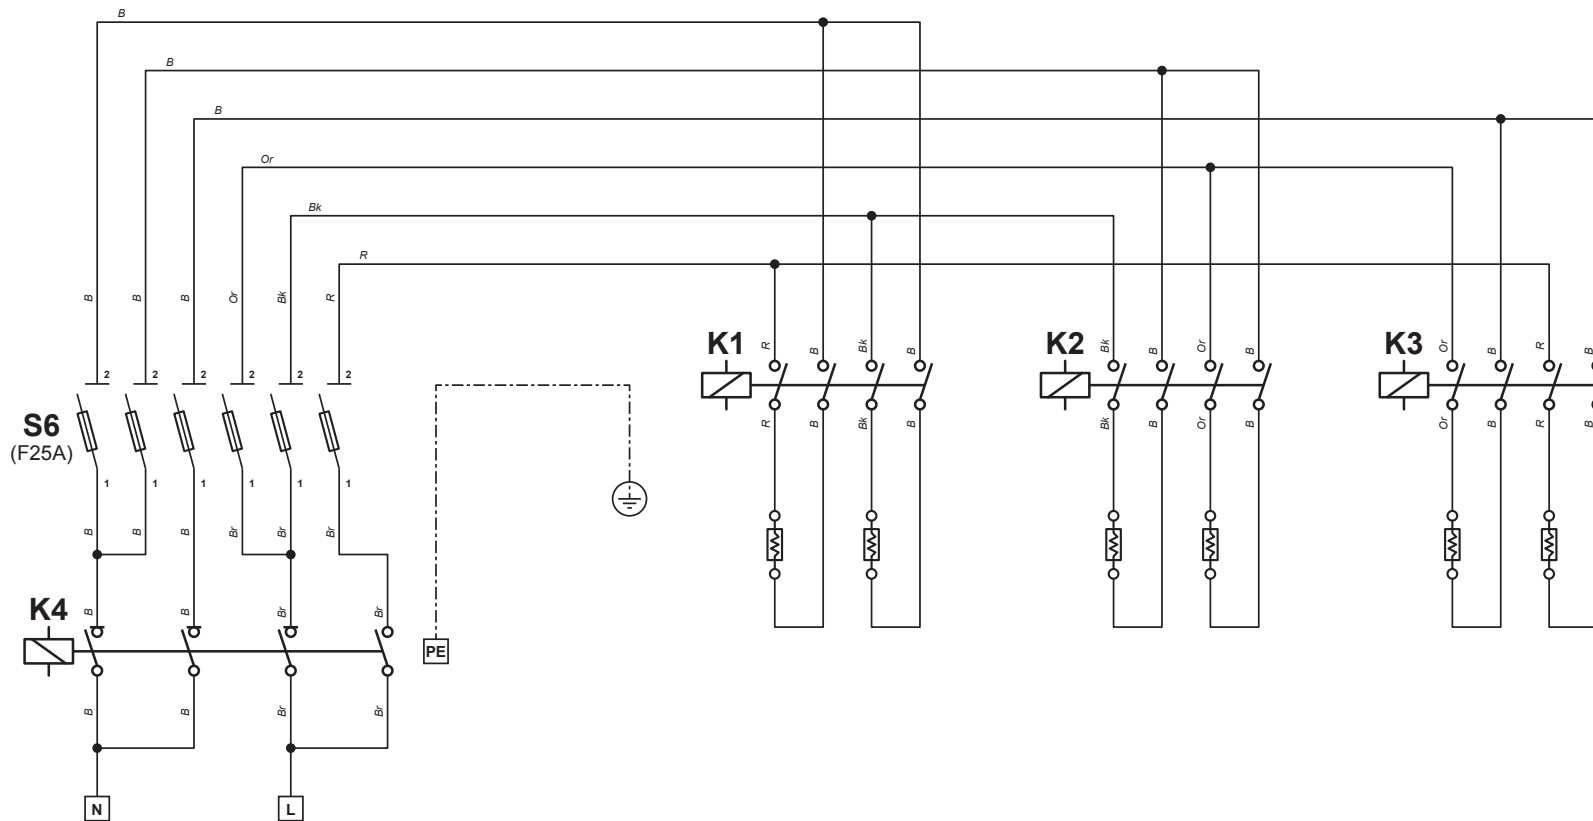 B
B
B
Or
Bk
R
B B B Or Bk R
K1 R B Bk B
K2 Bk B Or B
K3 Or B R B
2 2 2 2 2 2
S6
(F25A)
R B Bk B
Bk B Or B
Or B R B
1 1 1 1 1 1
B B B Br Br Br
K4 B B Br Br
PE
B B Br Br
N L